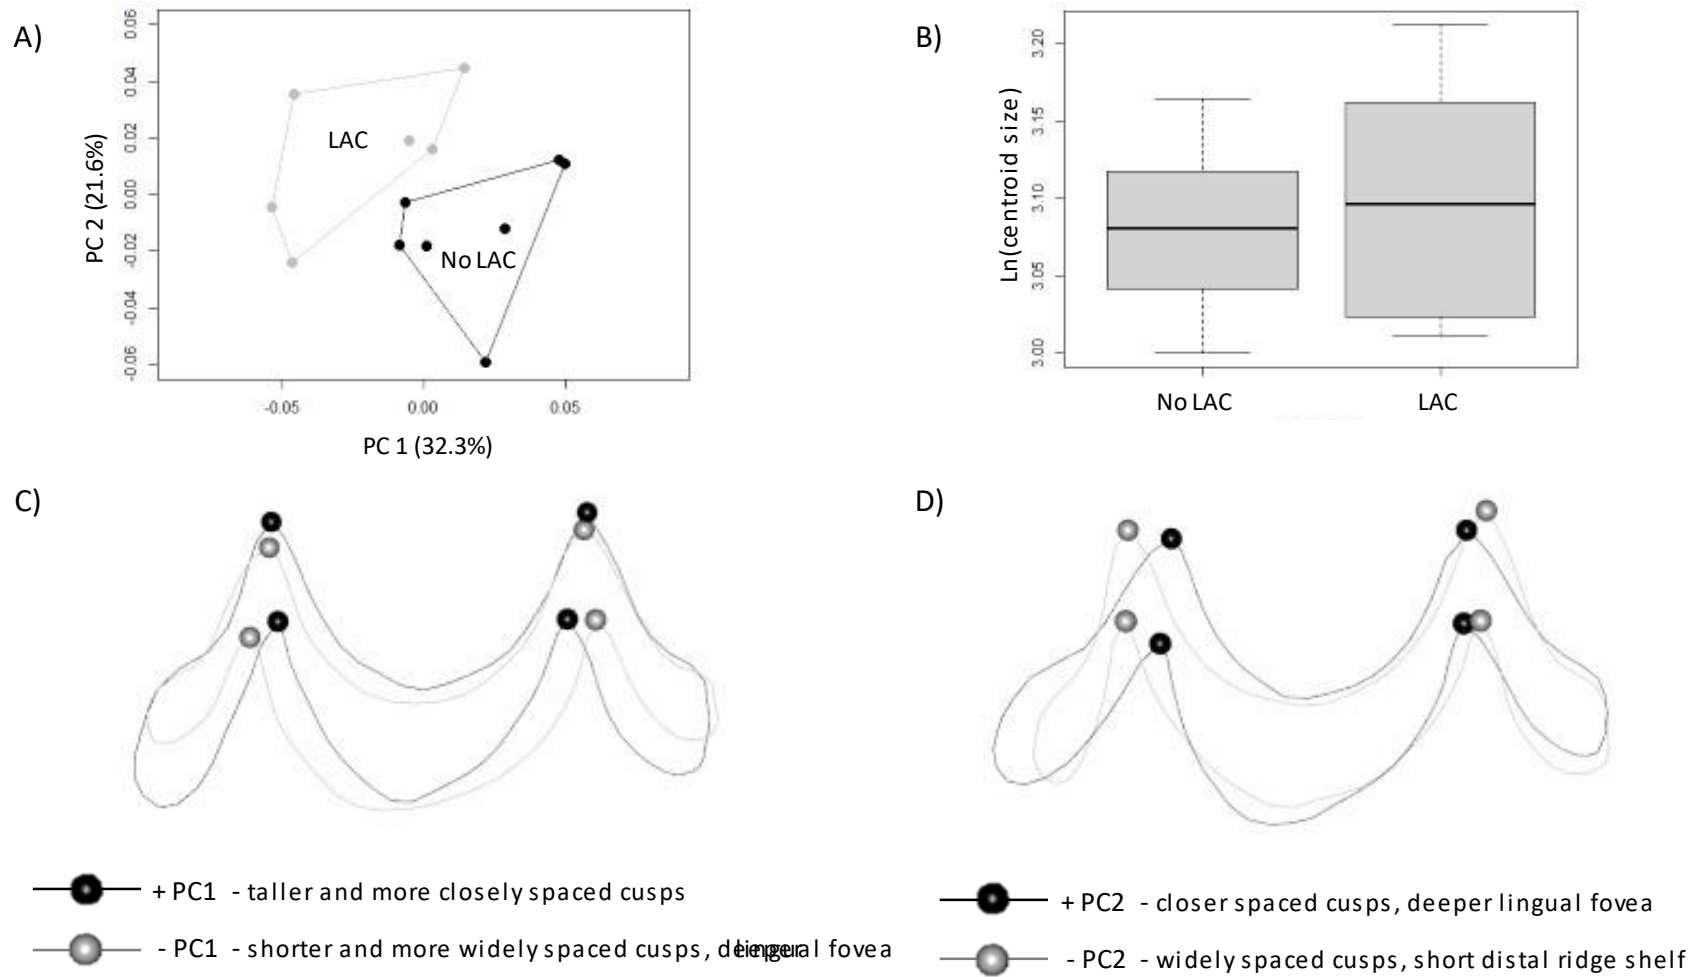 A)
0.06
0.04
0.02
0.00
-0.02
-0.04
-0.06
PC 2 (21.6%)
LAC
No LAC
-0.05 0.00 0.05
PC 1 (32.3%)
B)
3.20
3.15
3.10
3.05
3.00
Ln(centroid size)
No LAC LAC
C)
+ PC1 - taller and more closely spaced cusps
- PC1 - shorter and more widely spaced cusps, deeper lingual fovea
D)
+ PC2 - closer spaced cusps, deeper lingual fovea
- PC2 - widely spaced cusps, short distal ridge shelf